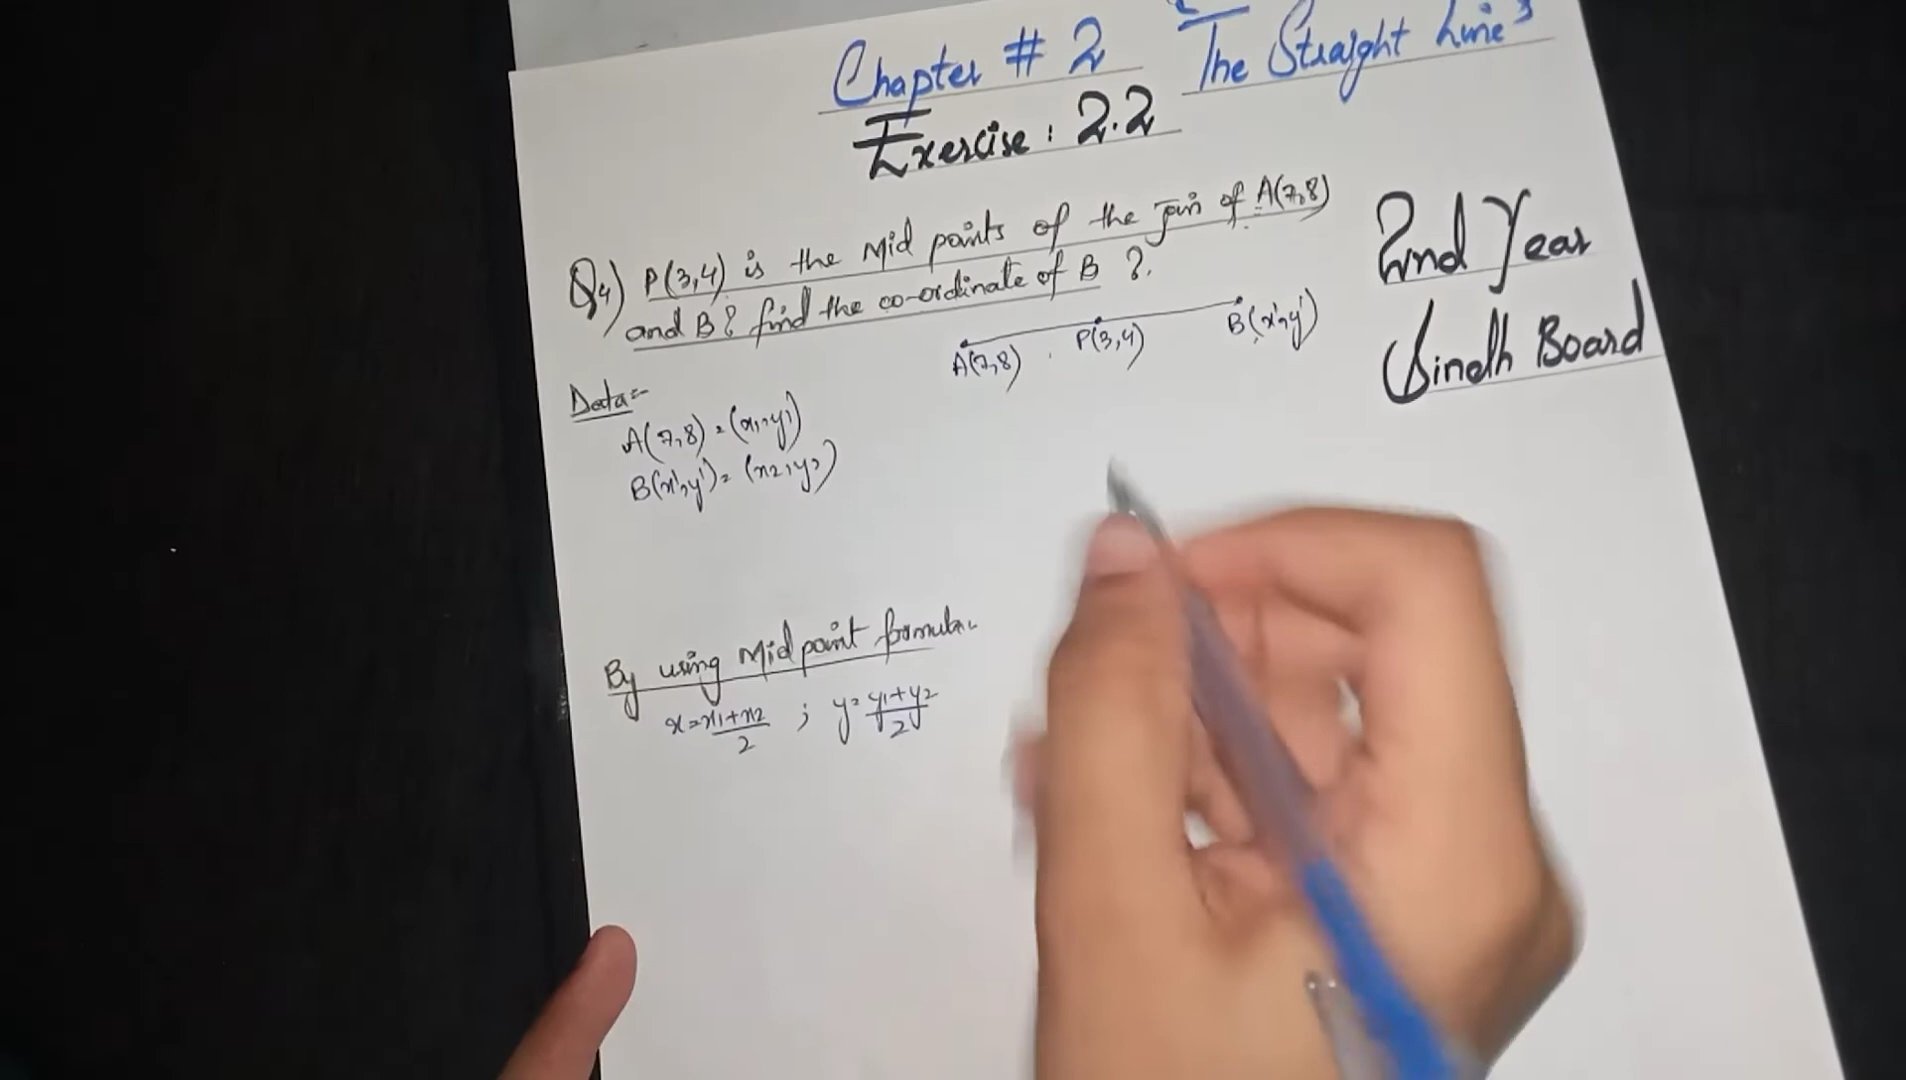 Chapter # 2 The Straight Line's
Exercise : 2.2
Q4) P(3,4) is the Mid points of the join of A(7,8)
and B? find the co-ordinate of B ?.
A(7,8) P(3,4) B(x',y')
2nd Year
Sindh Board
Data:-
A(7,8) = (x1,y1)
B(x',y') = (x2,y2)
By using Midpoint formula:-
x = x1+x2/2 ; y = y1+y2/2